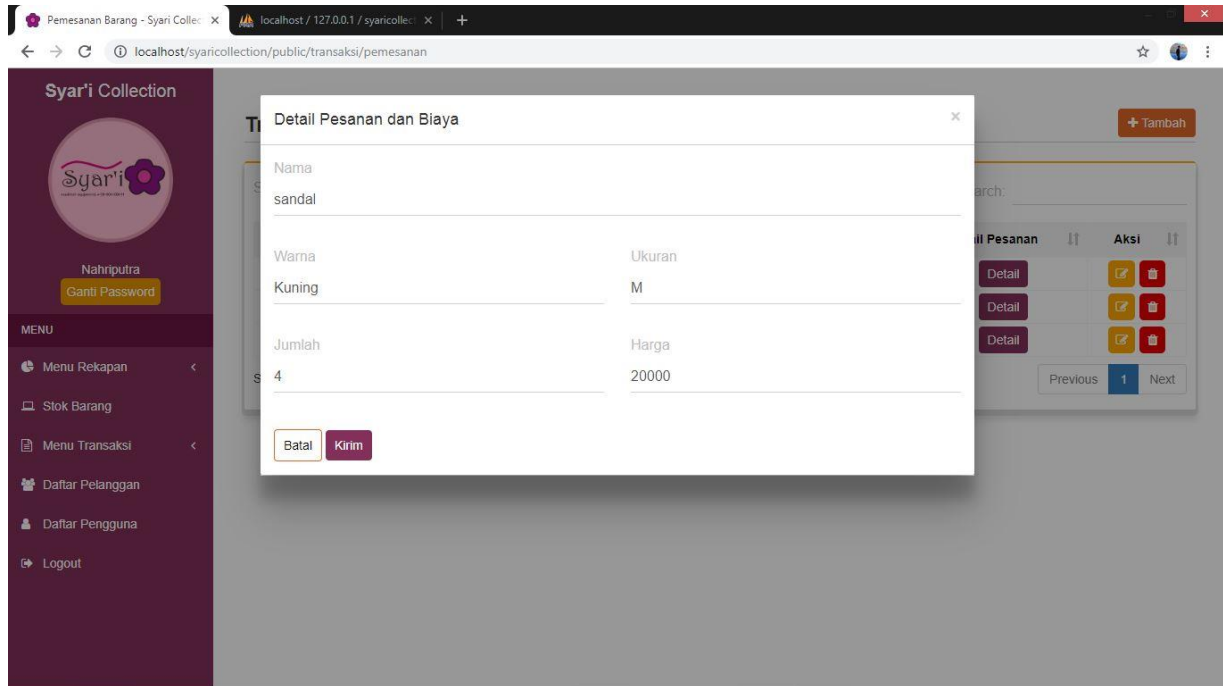 Pemesanan Barang - Syari Collec
localhost / 127.0.0.1 / syaricollect
localhost/syaricollection/public/transaksi/pemesanan
Syar'i Collection
Syar'i
Nahriputra
Ganti Password
MENU
Menu Rekapan
Stok Barang
Menu Transaksi
Daftar Pelanggan
Daftar Pengguna
Logout
+ Tambah
Detail Pesanan dan Biaya
×
Nama
sandal
Warna
Ukuran
Kuning
M
Jumlah
Harga
4
20000
Batal
Kirim
arch:
il Pesanan
Aksi
Detail
Detail
Detail
Previous
1
Next